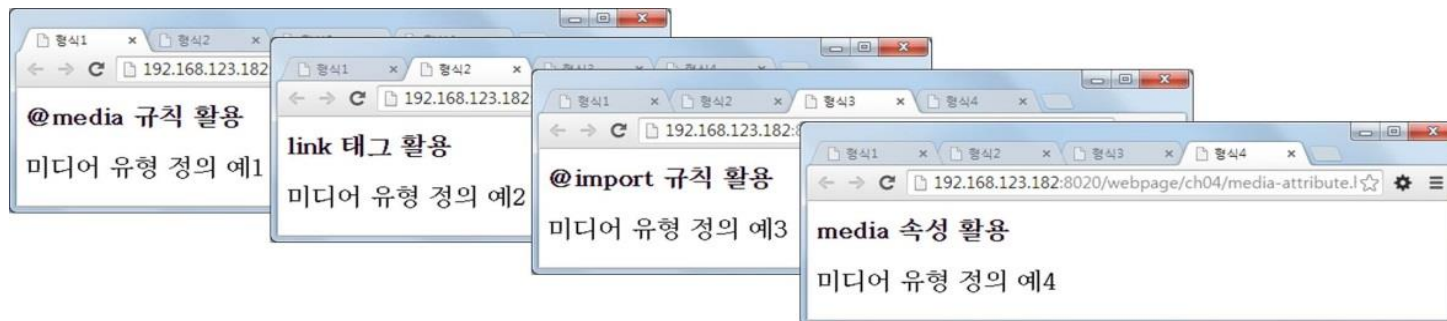 형식1 형식2
192.168.123.182
@media 규칙 활용
미디어 유형 정의 예1
형식1 형식2
192.168.123.182
link 태그 활용
미디어 유형 정의 예2
형식1 형식2 형식3 형식4
192.168.123.182:8
@import 규칙 활용
미디어 유형 정의 예3
형식1 형식2 형식3 형식4
192.168.123.182:8020/webpage/ch04/media-attribute.l
media 속성 활용
미디어 유형 정의 예4